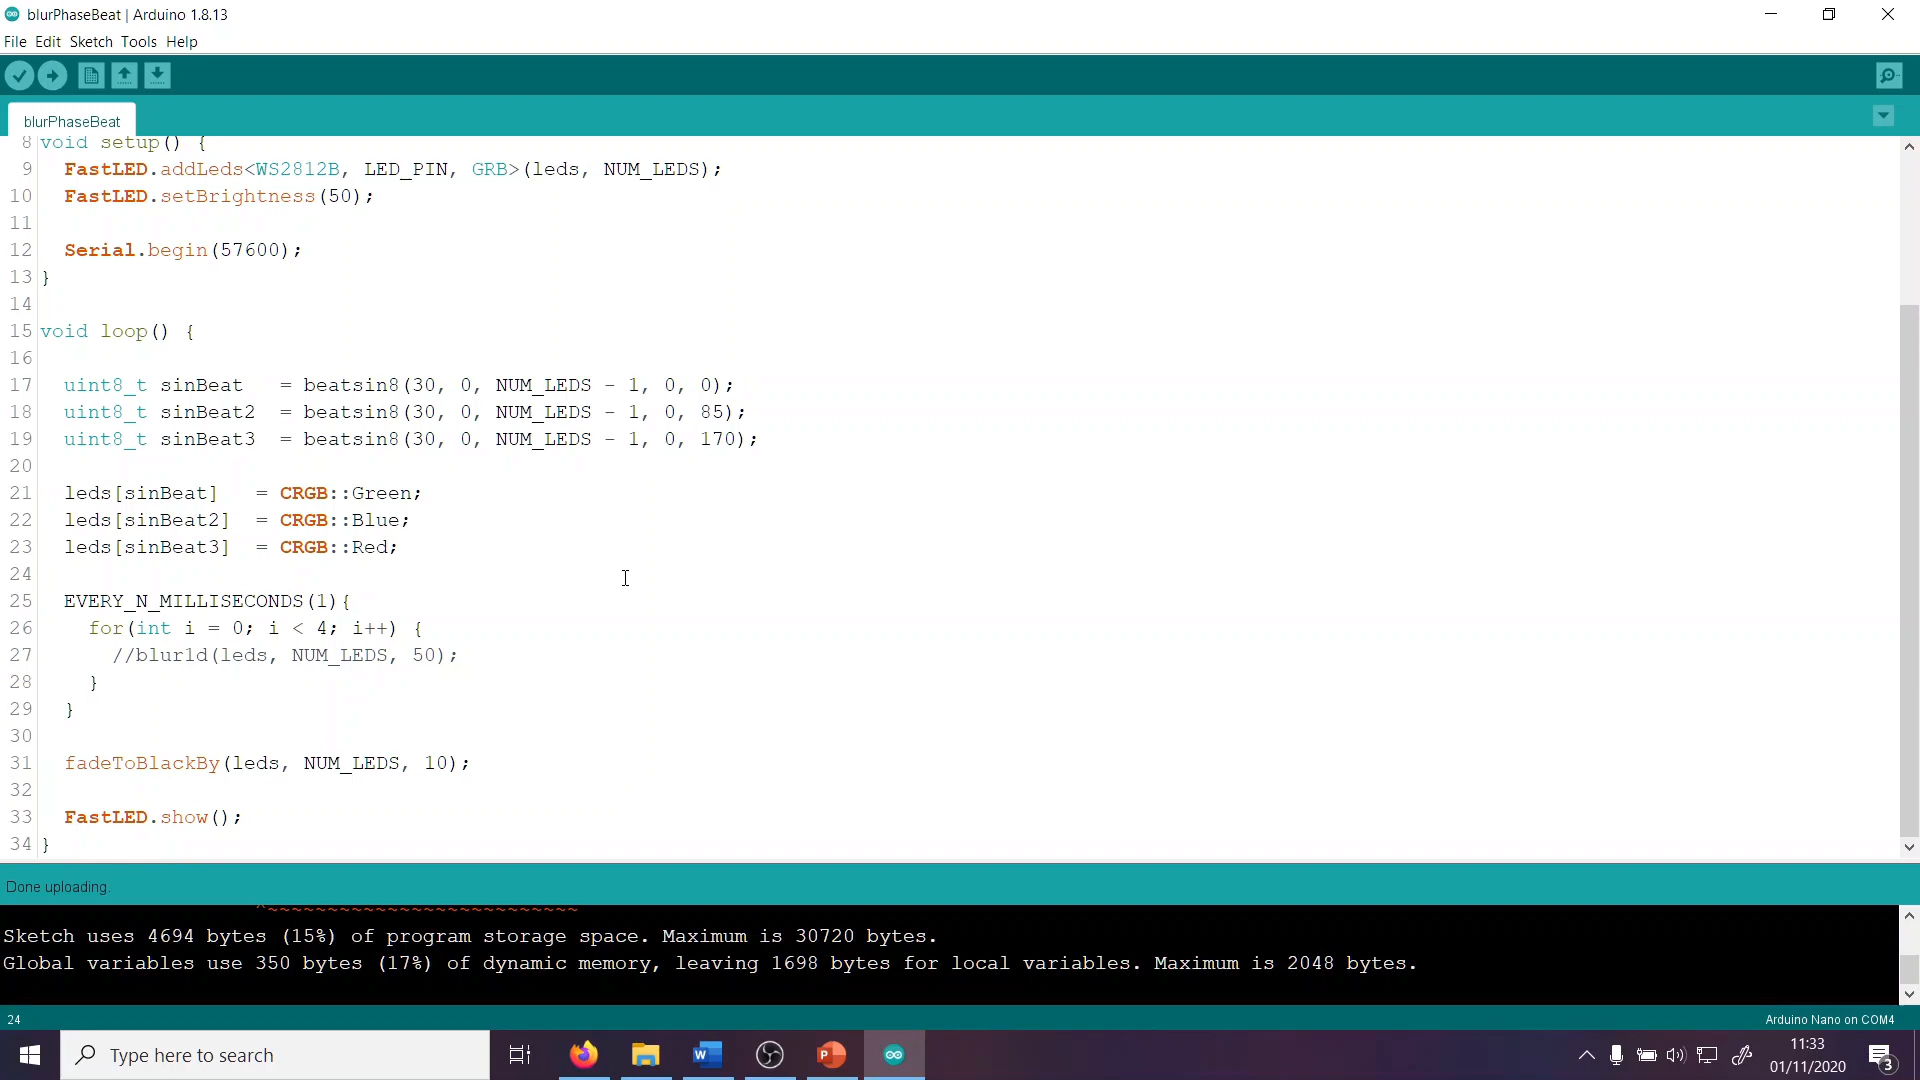 blurPhaseBeat | Arduino 1.8.13
File Edit Sketch Tools Help
blurPhaseBeat
8 void setup() {
9   FastLED.addLeds<WS2812B, LED_PIN, GRB>(leds, NUM_LEDS);
10   FastLED.setBrightness(50);
11
12   Serial.begin(57600);
13 }
14
15 void loop() {
16
17   uint8_t sinBeat   = beatsin8(30, 0, NUM_LEDS - 1, 0, 0);
18   uint8_t sinBeat2  = beatsin8(30, 0, NUM_LEDS - 1, 0, 85);
19   uint8_t sinBeat3  = beatsin8(30, 0, NUM_LEDS - 1, 0, 170);
20
21   leds[sinBeat]   = CRGB::Green;
22   leds[sinBeat2]  = CRGB::Blue;
23   leds[sinBeat3]  = CRGB::Red;
24
25   EVERY_N_MILLISECONDS(1){
26     for(int i = 0; i < 4; i++) {
27       //blur1d(leds, NUM_LEDS, 50);
28     }
29   }
30
31   fadeToBlackBy(leds, NUM_LEDS, 10);
32
33   FastLED.show();
34 }
Done uploading.
^~~~~~~~~~~~~~~~~~~~~~~~~~~
Sketch uses 4694 bytes (15%) of program storage space. Maximum is 30720 bytes.
Global variables use 350 bytes (17%) of dynamic memory, leaving 1698 bytes for local variables. Maximum is 2048 bytes.
24
Arduino Nano on COM4
Type here to search
W
P
11:33
01/11/2020
3